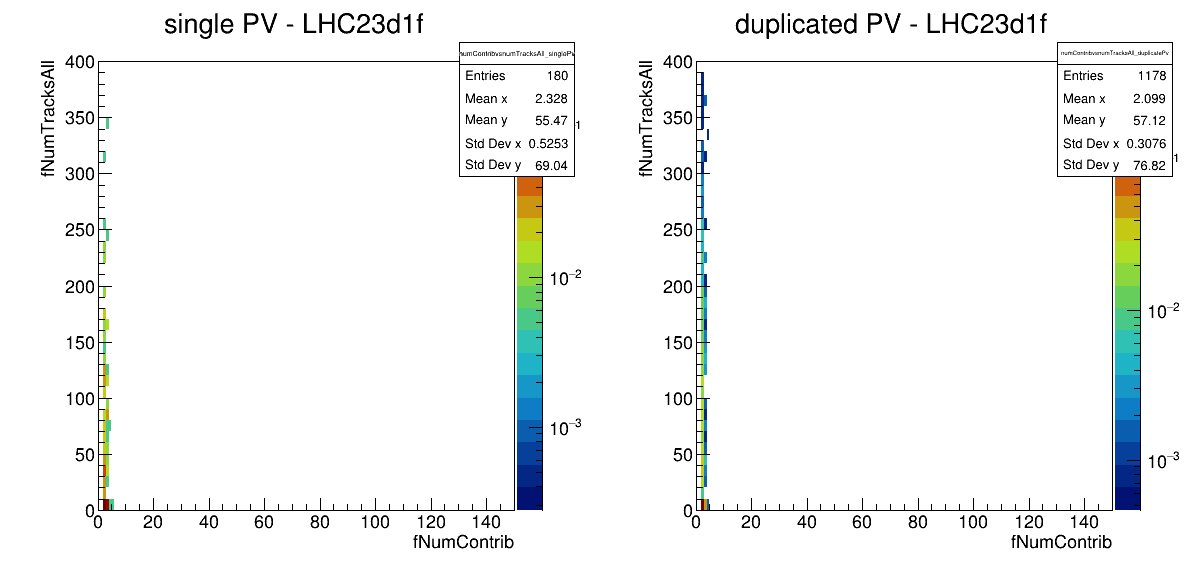 single PV - LHC23d1f
fNumTracksAll
400
350
300
250
200
150
100
50
0
0 20 40 60 80 100 120 140
fNumContrib
numContribvsnumTracksAll_singlePv
Entries 180
Mean x 2.328
Mean y 55.47
Std Dev x 0.5253
Std Dev y 69.04
1
10−2
10−3
duplicated PV - LHC23d1f
fNumTracksAll
400
350
300
250
200
150
100
50
0
0 20 40 60 80 100 120 140
fNumContrib
numContribvsnumTracksAll_duplicatePv
Entries 1178
Mean x 2.099
Mean y 57.12
Std Dev x 0.3076
Std Dev y 76.82
1
10−2
10−3